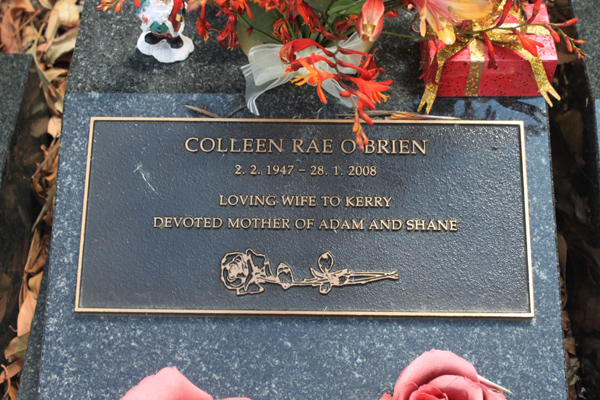 COLLEEN RAE O'BRIEN
2. 2. 1947 – 28. 1. 2008
LOVING WIFE TO KERRY
DEVOTED MOTHER OF ADAM AND SHANE